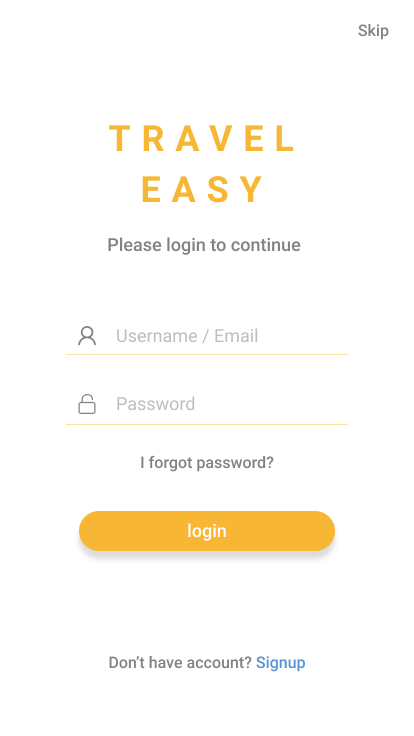 Skip
TRAVEL
EASY
Please login to continue
Username / Email
Password
I forgot password?
login
Don’t have account? Signup